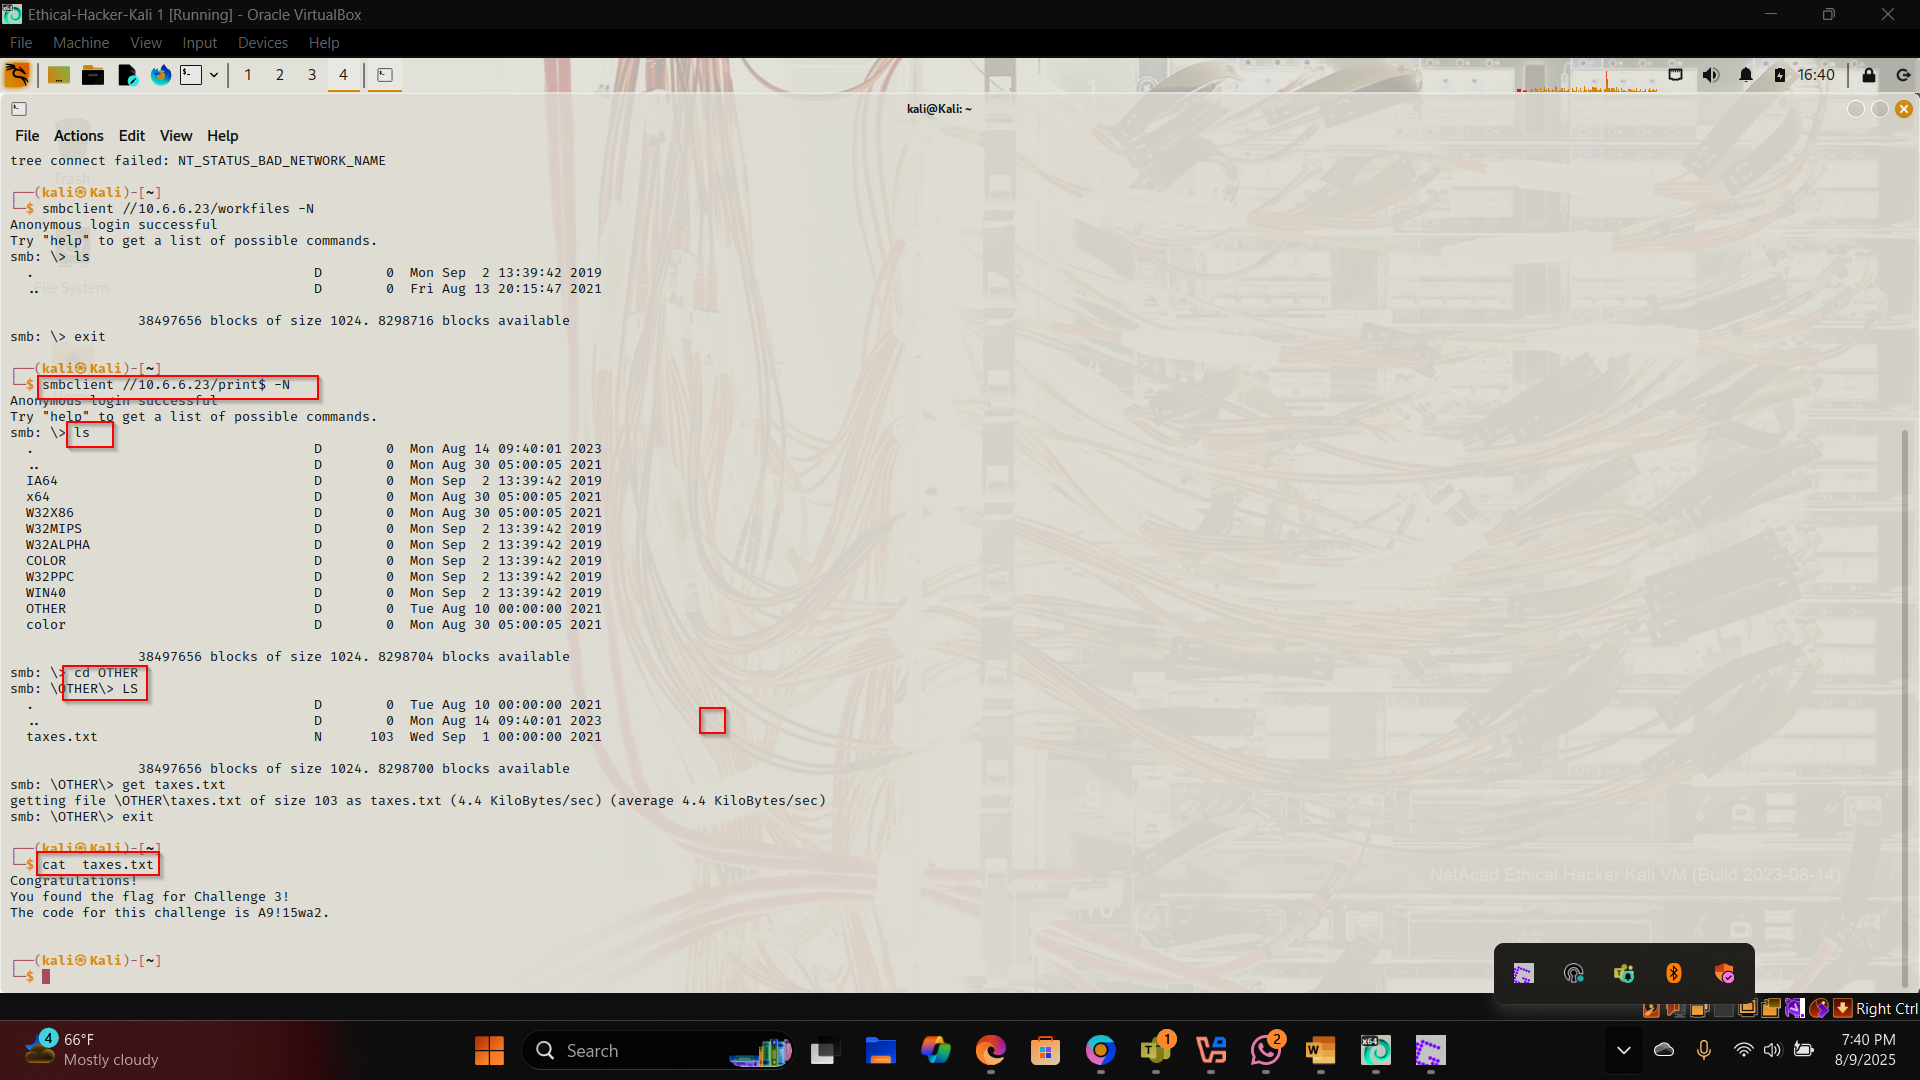 Ethical-Hacker-Kali 1 [Running] - Oracle VirtualBox
File Machine View Input Devices Help
1 2 3 4
16:40
kali@Kali: ~
File Actions Edit View Help
tree connect failed: NT_STATUS_BAD_NETWORK_NAME
Trash
┌──(kali㉿Kali)-[~]
└─$ smbclient //10.6.6.23/workfiles -N
Anonymous login successful
Try "help" to get a list of possible commands.
smb: \> ls
  .                                   D        0  Mon Sep  2 13:39:42 2019
  ..                                  D        0  Fri Aug 13 20:15:47 2021
File System
                38497656 blocks of size 1024. 8298716 blocks available
smb: \> exit
┌──(kali㉿Kali)-[~]
└─$ smbclient //10.6.6.23/print$ -N
Anonymous login successful
Try "help" to get a list of possible commands.
smb: \> ls
  .                                   D        0  Mon Aug 14 09:40:01 2023
  ..                                  D        0  Mon Aug 30 05:00:05 2021
  IA64                                D        0  Mon Sep  2 13:39:42 2019
  x64                                 D        0  Mon Aug 30 05:00:05 2021
  W32X86                              D        0  Mon Aug 30 05:00:05 2021
  W32MIPS                             D        0  Mon Sep  2 13:39:42 2019
  W32ALPHA                            D        0  Mon Sep  2 13:39:42 2019
  COLOR                               D        0  Mon Sep  2 13:39:42 2019
  W32PPC                              D        0  Mon Sep  2 13:39:42 2019
  WIN40                               D        0  Mon Sep  2 13:39:42 2019
  OTHER                               D        0  Tue Aug 10 00:00:00 2021
  color                               D        0  Mon Aug 30 05:00:05 2021
                38497656 blocks of size 1024. 8298704 blocks available
smb: \> cd OTHER
smb: \OTHER\> LS
  .                                   D        0  Tue Aug 10 00:00:00 2021
  ..                                  D        0  Mon Aug 14 09:40:01 2023
  taxes.txt                           N      103  Wed Sep  1 00:00:00 2021
                38497656 blocks of size 1024. 8298700 blocks available
smb: \OTHER\> get taxes.txt
getting file \OTHER\taxes.txt of size 103 as taxes.txt (4.4 KiloBytes/sec) (average 4.4 KiloBytes/sec)
smb: \OTHER\> exit
┌──(kali㉿Kali)-[~]
└─$ cat  taxes.txt
Congratulations!
You found the flag for Challenge 3!
The code for this challenge is A9!15wa2.
NetAcad Ethical Hacker Kali VM (Build 2023-08-14)
┌──(kali㉿Kali)-[~]
└─$
Right Ctrl
4
66°F
Mostly cloudy
Search
1
2
7:40 PM
8/9/2025